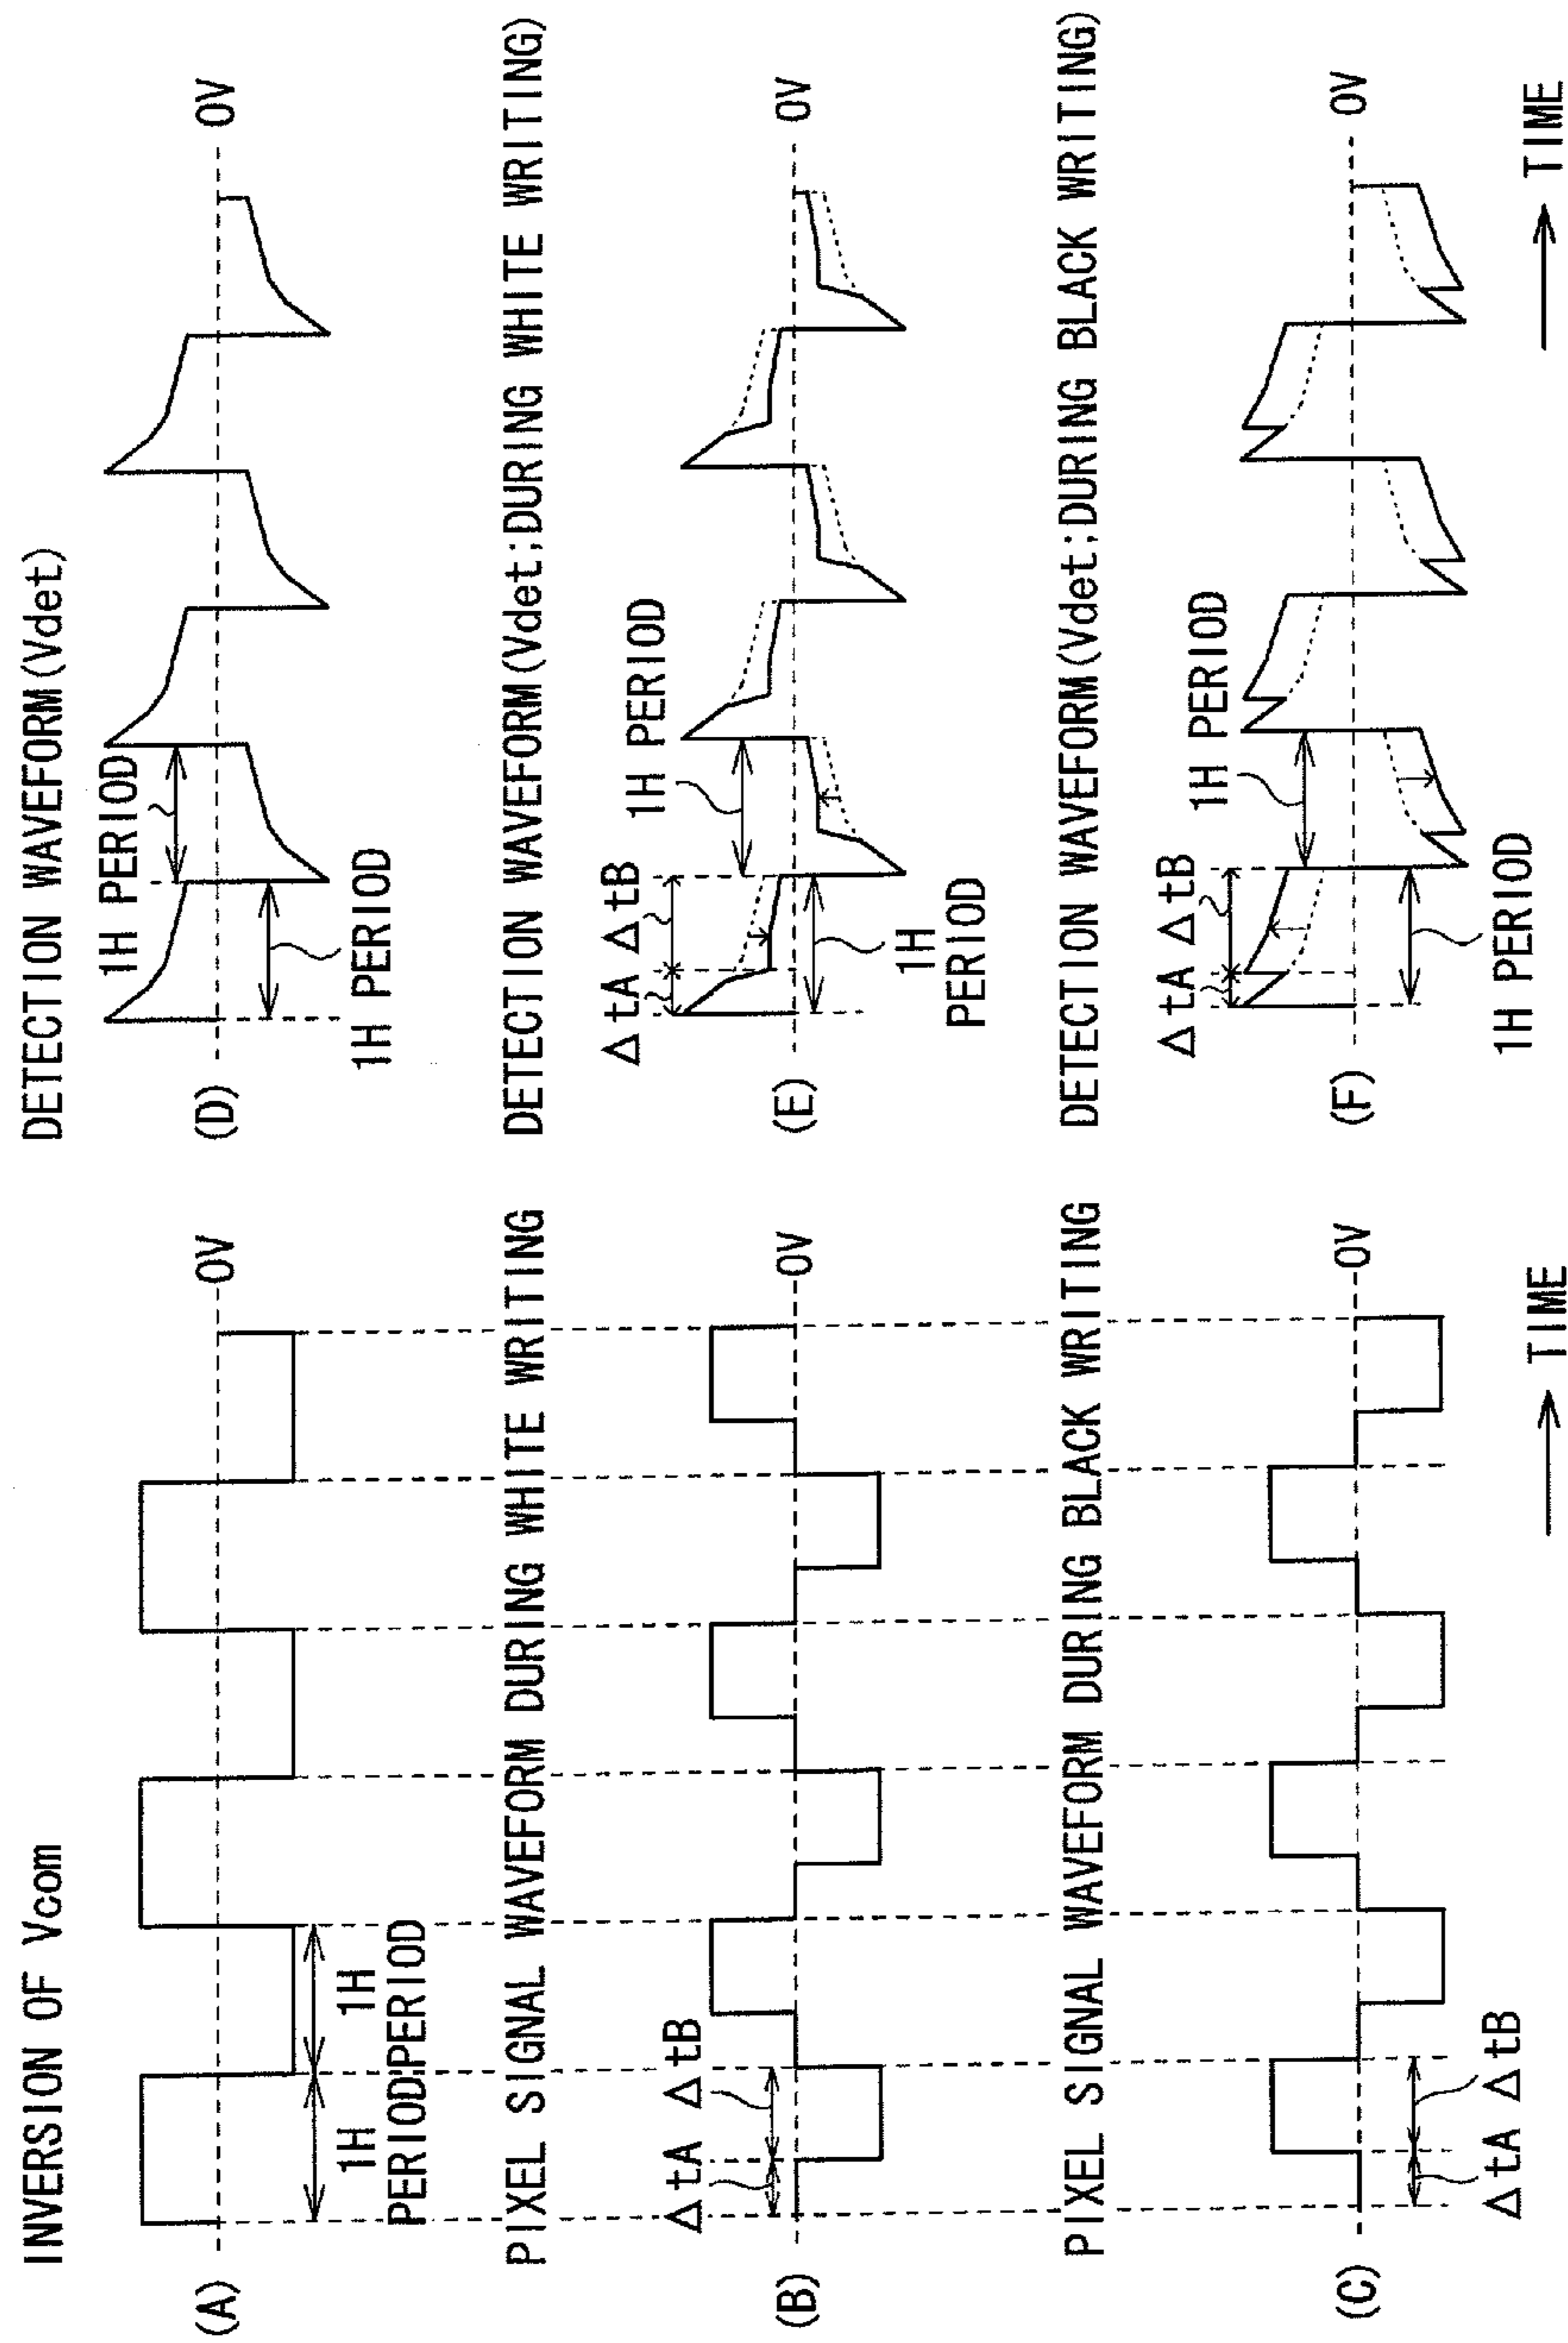 INVERSION OF Vcom
(A)
0V
1H
PERIOD
1H
PERIOD
PIXEL SIGNAL WAVEFORM DURING WHITE WRITING
ΔtA ΔtB
(B)
0V
PIXEL SIGNAL WAVEFORM DURING BLACK WRITING
(C)
0V
ΔtA ΔtB
TIME
DETECTION WAVEFORM(Vdet)
1H PERIOD
(D)
0V
1H PERIOD
DETECTION WAVEFORM(Vdet;DURING WHITE WRITING)
ΔtA ΔtB
1H PERIOD
(E)
0V
1H
PERIOD
DETECTION WAVEFORM(Vdet;DURING BLACK WRITING)
ΔtA ΔtB
1H PERIOD
(F)
0V
1H PERIOD
TIME